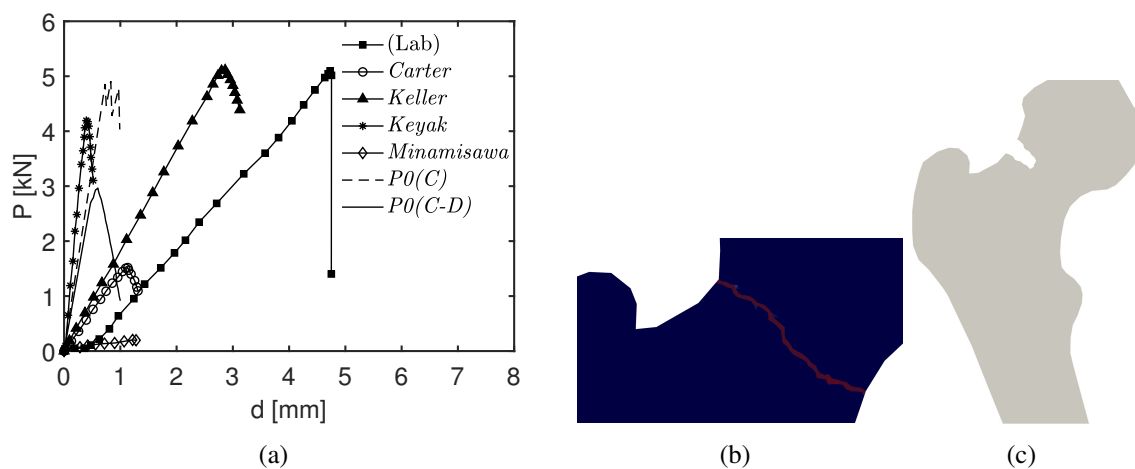 6
5
4
3
2
1
0
P [kN]
0 1 2 3 4 5 6 7 8
d [mm]
(Lab)
Carter
Keller
Keyak
Minamisawa
P0(C)
P0(C-D)
(a)
(b)
(c)